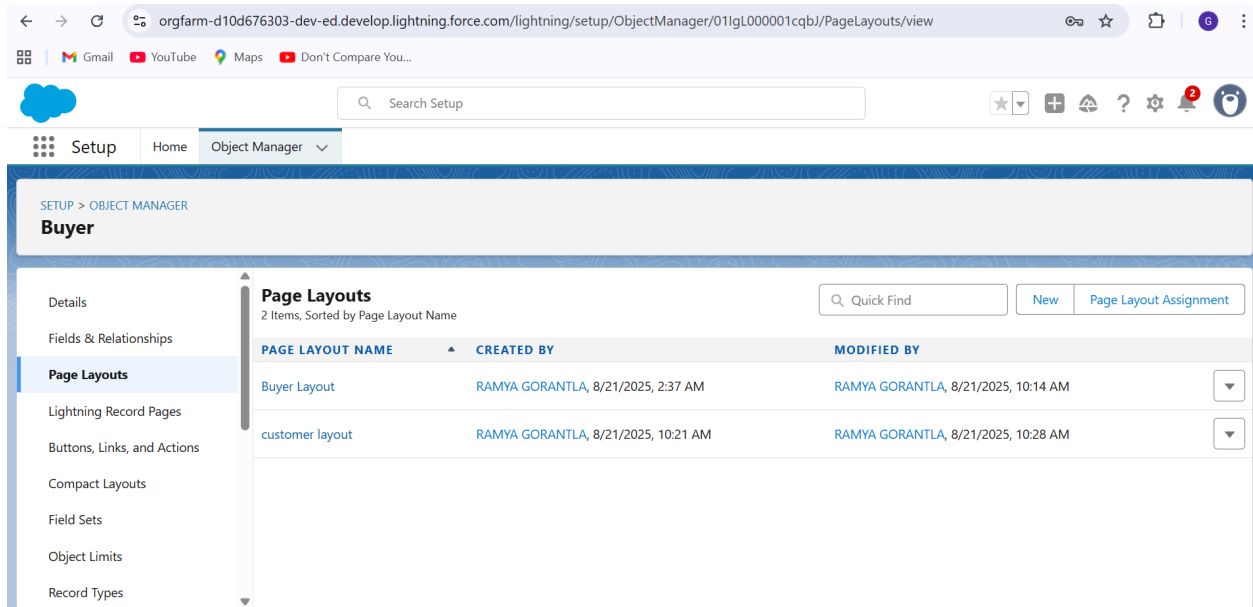 orgfarm-d10d676303-dev-ed.develop.lightning.force.com/lightning/setup/ObjectManager/01IgL000001cqbJ/PageLayouts/view
G
Gmail YouTube Maps Don't Compare You...
Search Setup
2
Setup Home Object Manager
SETUP > OBJECT MANAGER
Buyer
Details
Fields & Relationships
Page Layouts
Lightning Record Pages
Buttons, Links, and Actions
Compact Layouts
Field Sets
Object Limits
Record Types
Page Layouts
2 Items, Sorted by Page Layout Name
Quick Find
New
Page Layout Assignment
PAGE LAYOUT NAME CREATED BY MODIFIED BY
Buyer Layout RAMYA GORANTLA, 8/21/2025, 2:37 AM RAMYA GORANTLA, 8/21/2025, 10:14 AM
customer layout RAMYA GORANTLA, 8/21/2025, 10:21 AM RAMYA GORANTLA, 8/21/2025, 10:28 AM